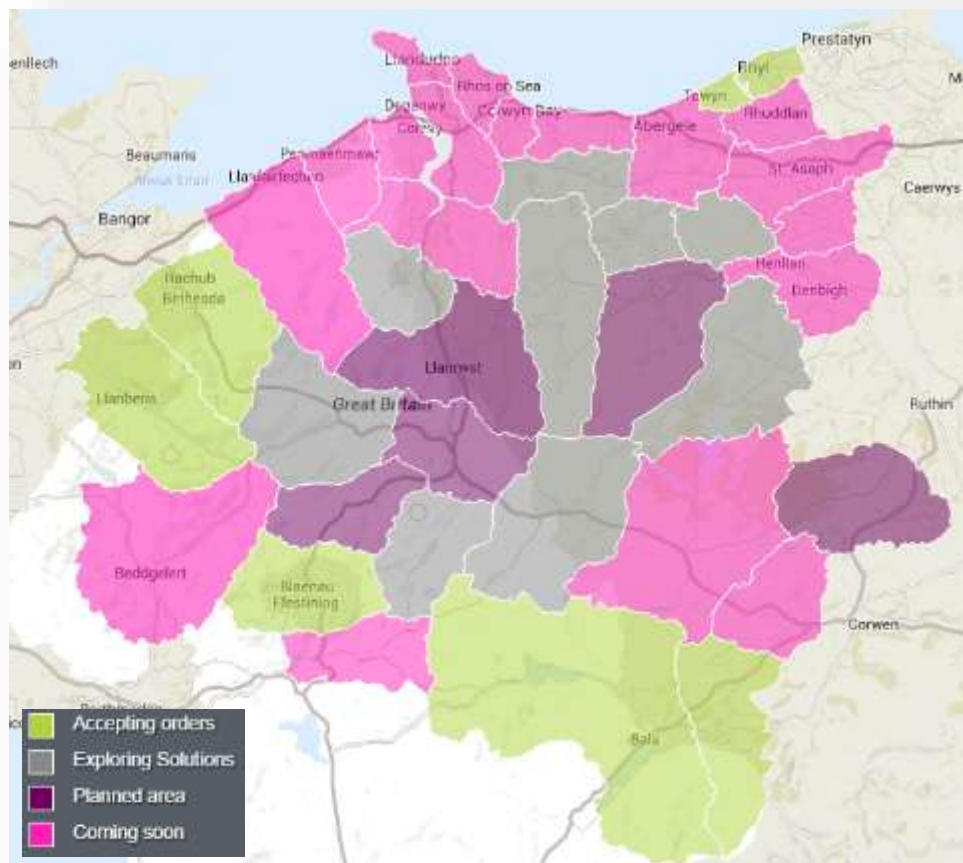 Prestatyn
Rhyl
Llandudno
Rhos on Sea
Towyn
Deganwy
Colwyn Bay
Abergele
Rhuddlan
Conwy
Beaumaris
Penmaenmawr
Llanfairfechan
St. Asaph
Caerwys
Bangor
Henllan
Denbigh
Rachub
Bethesda
Llanrwst
Llanberis
Great Britain
Ruthin
Beddgelert
Blaenau
Ffestiniog
Corwen
Bala
Accepting orders
Exploring Solutions
Planned area
Coming soon